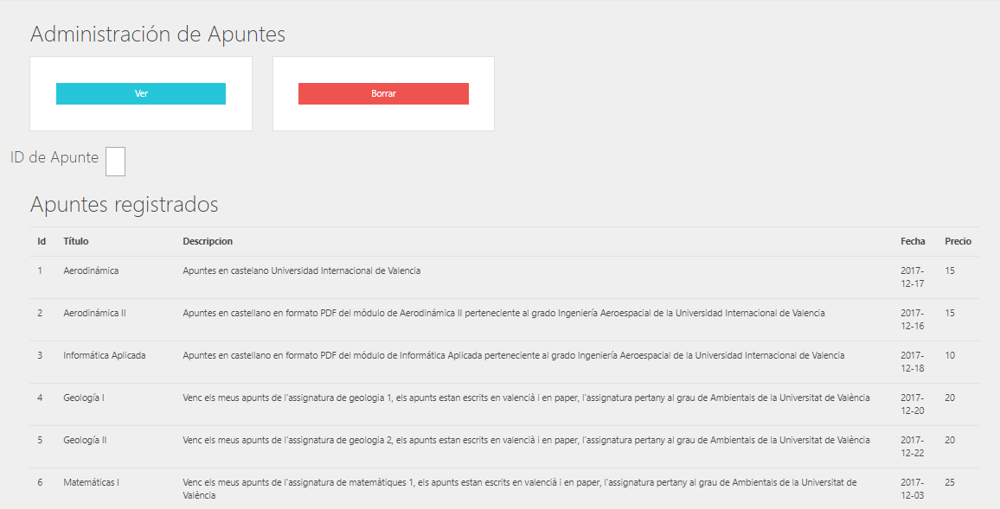 Administración de Apuntes
Ver
Borrar
ID de Apunte
Apuntes registrados
Id Título Descripcion Fecha Precio
1 Aerodinámica Apuntes en castelano Universidad Internacional de Valencia 2017- 15
12-17
2 Aerodinámica II Apuntes en castellano en formato PDF del módulo de Aerodinámica II perteneciente al grado Ingeniería Aeroespacial de la Universidad Internacional de Valencia 2017- 15
12-16
3 Informática Aplicada Apuntes en castellano en formato PDF del módulo de Informática Aplicada perteneciente al grado Ingeniería Aeroespacial de la Universidad Internacional de Valencia 2017- 10
12-18
4 Geología I Venc els meus apunts de l'assignatura de geologia 1, els apunts estan escrits en valencià i en paper, l'assignatura pertany al grau de Ambientals de la Universitat de València 2017- 20
12-20
5 Geología II Venc els meus apunts de l'assignatura de geologia 2, els apunts estan escrits en valencià i en paper, l'assignatura pertany al grau de Ambientals de la Universitat de València 2017- 20
12-22
6 Matemáticas I Venc els meus apunts de l'assignatura de matemàtiques 1, els apunts estan escrits en valencià i en paper, l'assignatura pertany al grau de Ambientals de la Universitat de 2017- 25
València 12-03